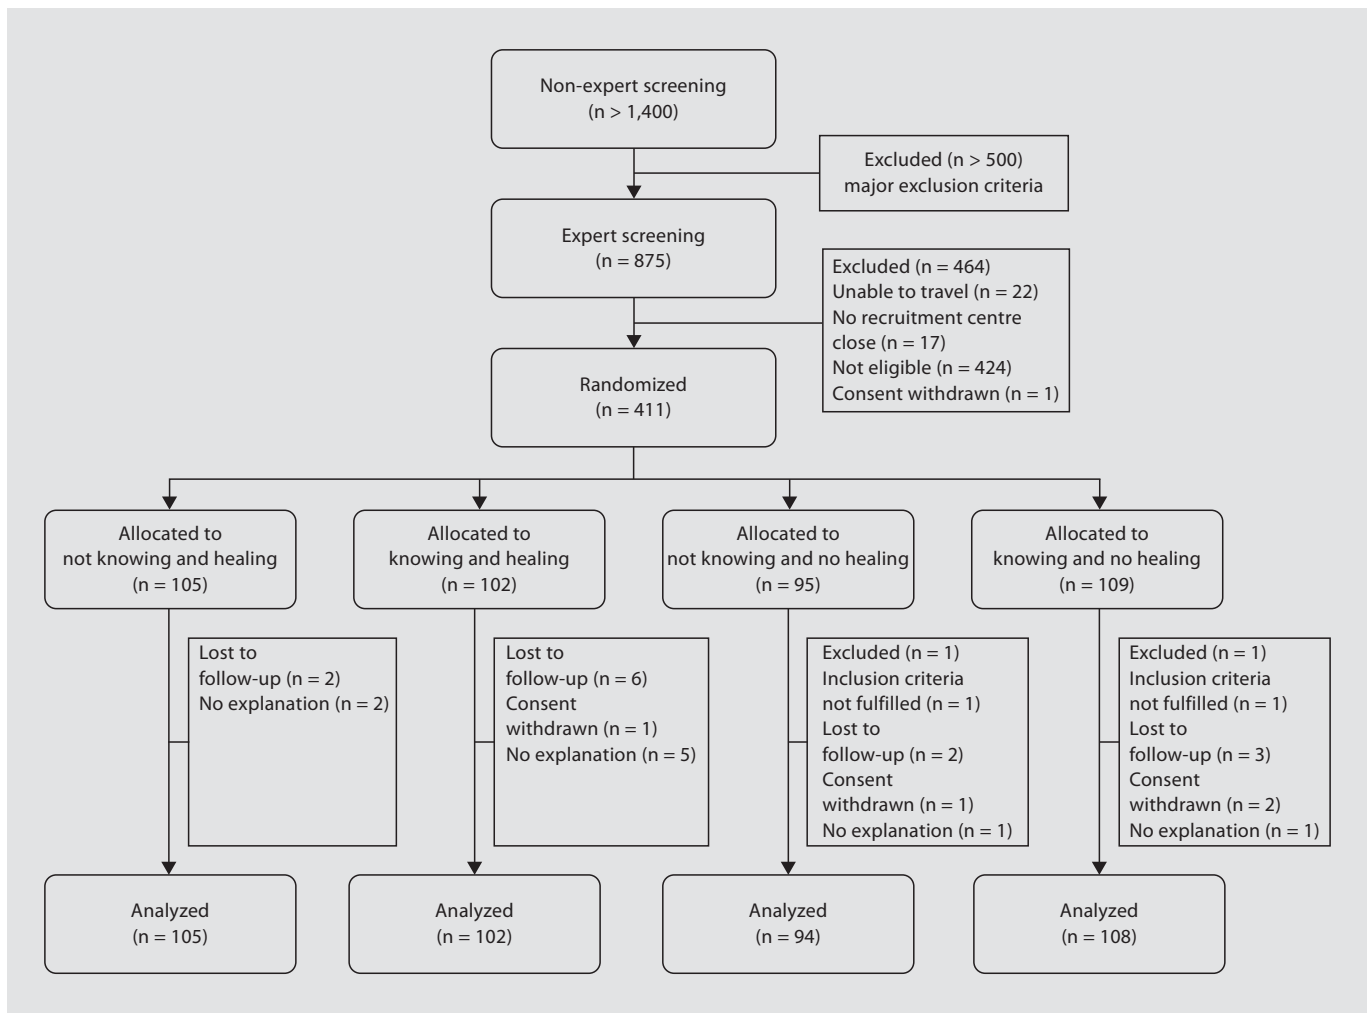 Non-expert screening
(n > 1,400)
Excluded (n > 500)
major exclusion criteria
Expert screening
(n = 875)
Excluded (n = 464)
Unable to travel (n = 22)
No recruitment centre
close (n = 17)
Not eligible (n = 424)
Consent withdrawn (n = 1)
Randomized
(n = 411)
Allocated to
not knowing and healing
(n = 105)
Allocated to
knowing and healing
(n = 102)
Allocated to
not knowing and no healing
(n = 95)
Allocated to
knowing and no healing
(n = 109)
Lost to
follow-up (n = 2)
No explanation (n = 2)
Lost to
follow-up (n = 6)
Consent
withdrawn (n = 1)
No explanation (n = 5)
Excluded (n = 1)
Inclusion criteria
not fulfilled (n = 1)
Lost to
follow-up (n = 2)
Consent
withdrawn (n = 1)
No explanation (n = 1)
Excluded (n = 1)
Inclusion criteria
not fulfilled (n = 1)
Lost to
follow-up (n = 3)
Consent
withdrawn (n = 2)
No explanation (n = 1)
Analyzed
(n = 105)
Analyzed
(n = 102)
Analyzed
(n = 94)
Analyzed
(n = 108)